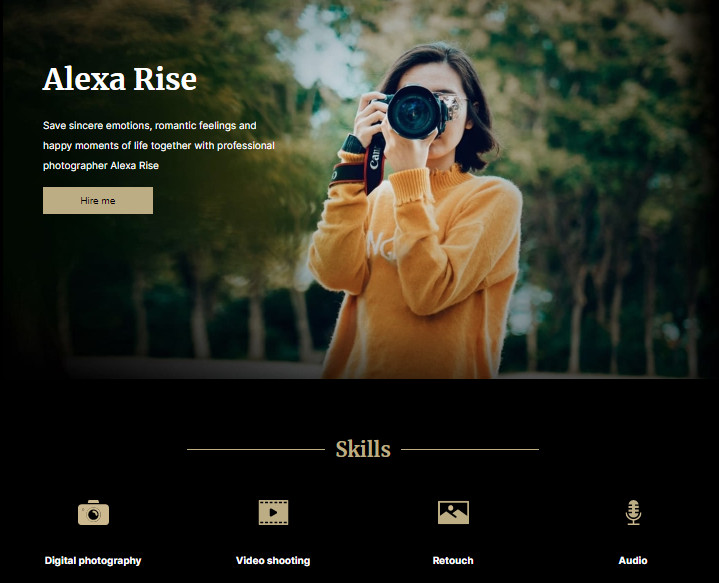 Alexa Rise
Save sincere emotions, romantic feelings and
happy moments of life together with professional
photographer Alexa Rise
Hire me
Skills
Digital photography
Video shooting
Retouch
Audio